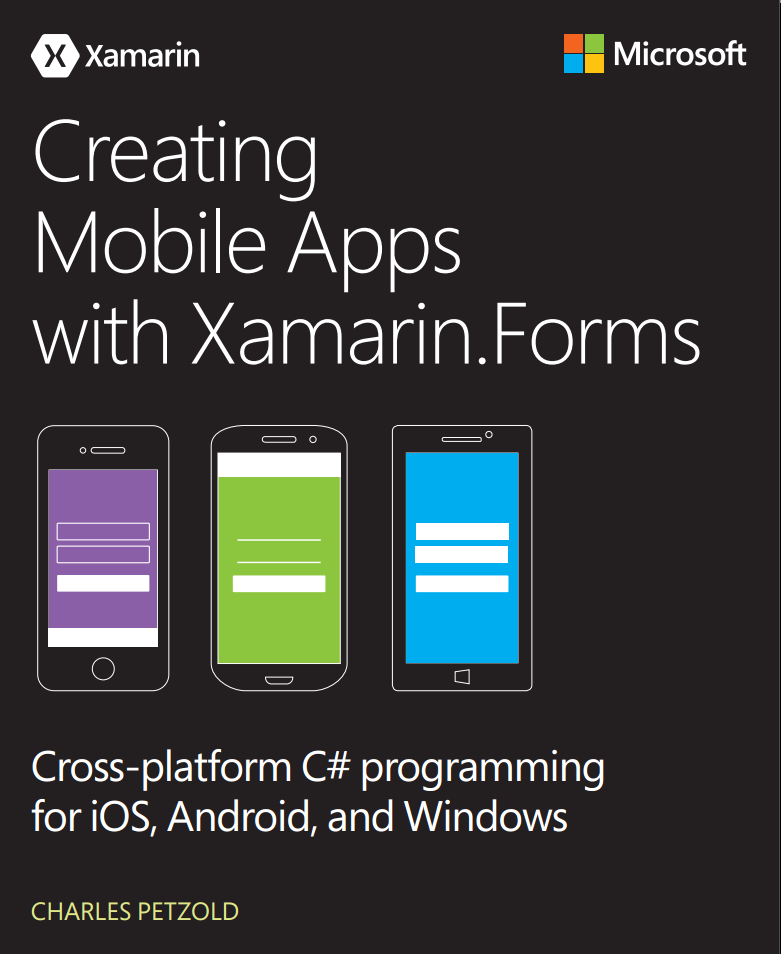 Xamarin
Microsoft
Creating
Mobile Apps
with Xamarin.Forms
Cross-platform C# programming
for iOS, Android, and Windows
CHARLES PETZOLD